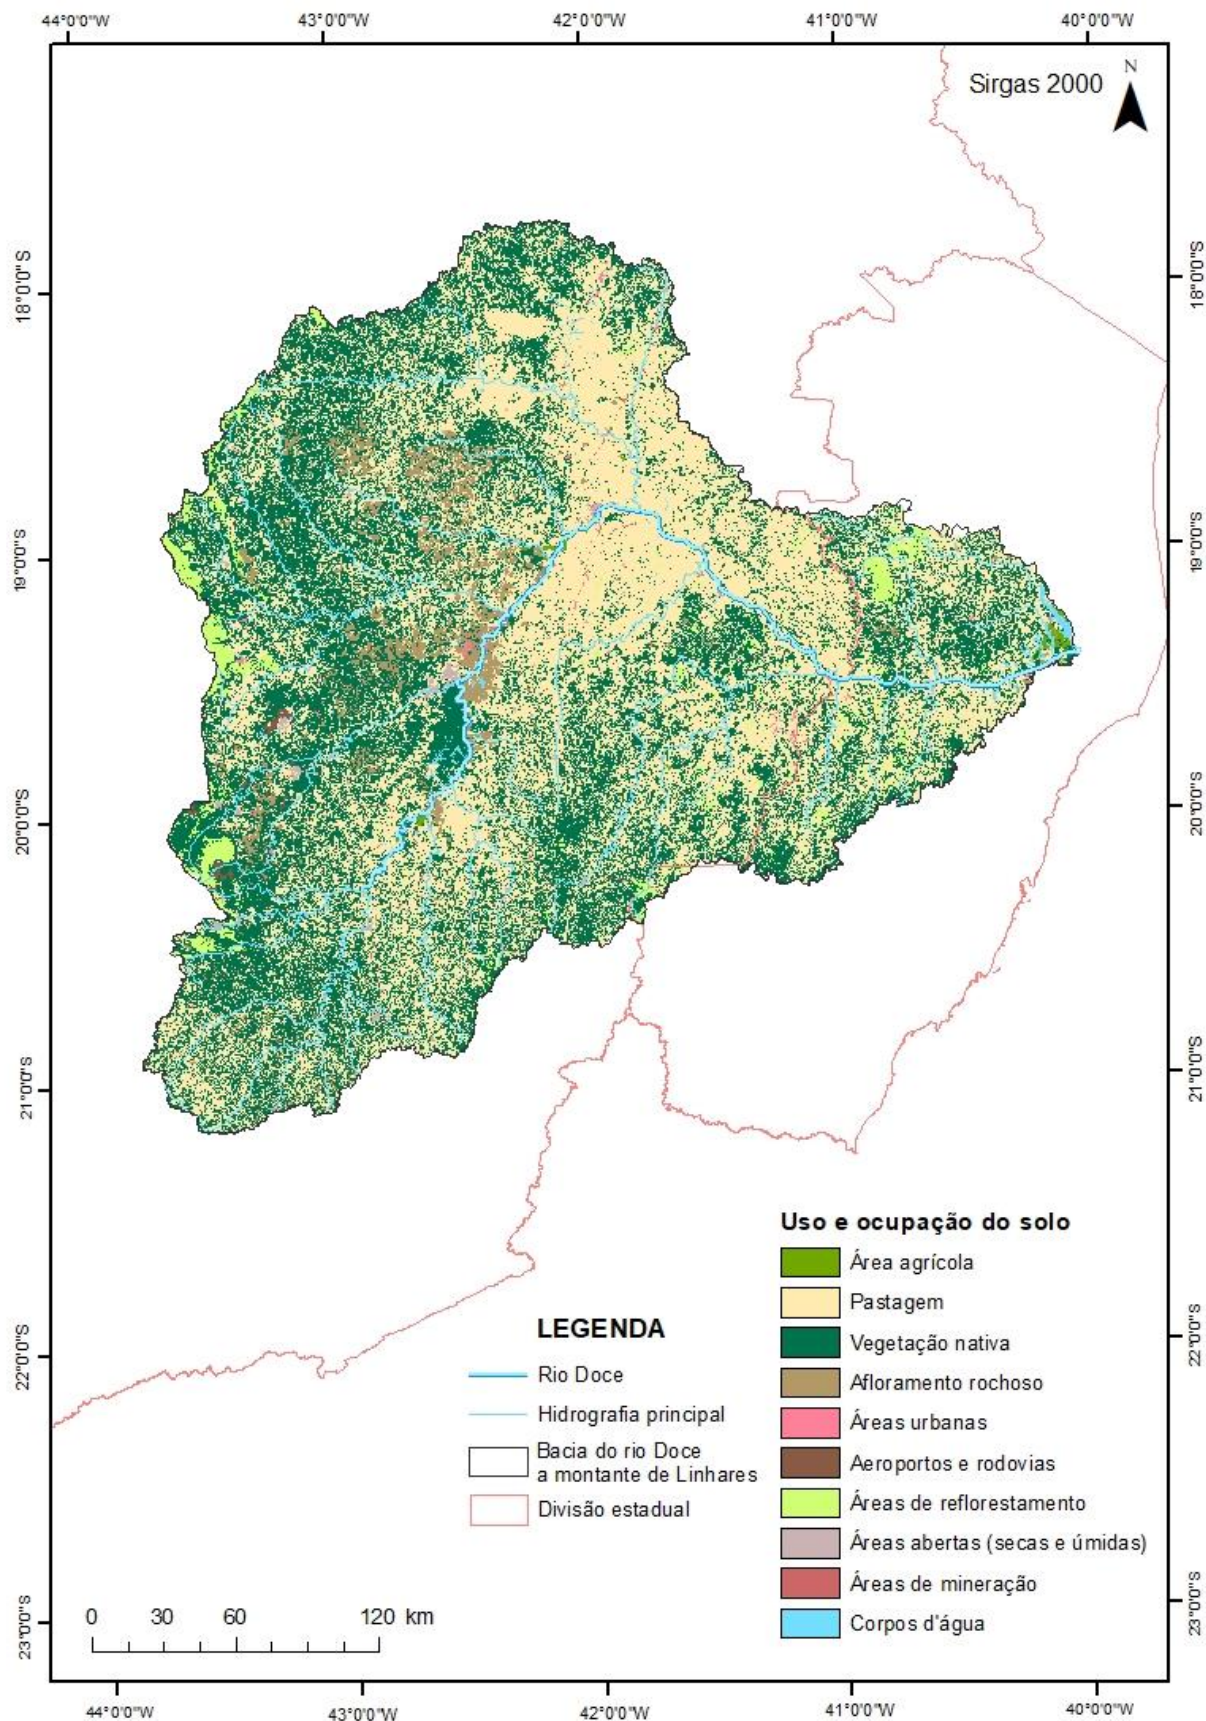 44°0'0"W 43°0'0"W 42°0'0"W 41°0'0"W 40°0'0"W
Sirgas 2000
N
18°0'0"S
18°0'0"S
19°0'0"S
19°0'0"S
20°0'0"S
20°0'0"S
21°0'0"S
21°0'0"S
22°0'0"S
22°0'0"S
23°0'0"S
23°0'0"S
LEGENDA
Rio Doce
Hidrografia principal
Bacia do rio Doce
a montante de Linhares
Divisão estadual
Uso e ocupação do solo
Área agrícola
Pastagem
Vegetação nativa
Afloramento rochoso
Áreas urbanas
Aeroportos e rodovias
Áreas de reflorestamento
Áreas abertas (secas e úmidas)
Áreas de mineração
Corpos d'água
0 30 60 120 km
44°0'0"W 43°0'0"W 42°0'0"W 41°0'0"W 40°0'0"W